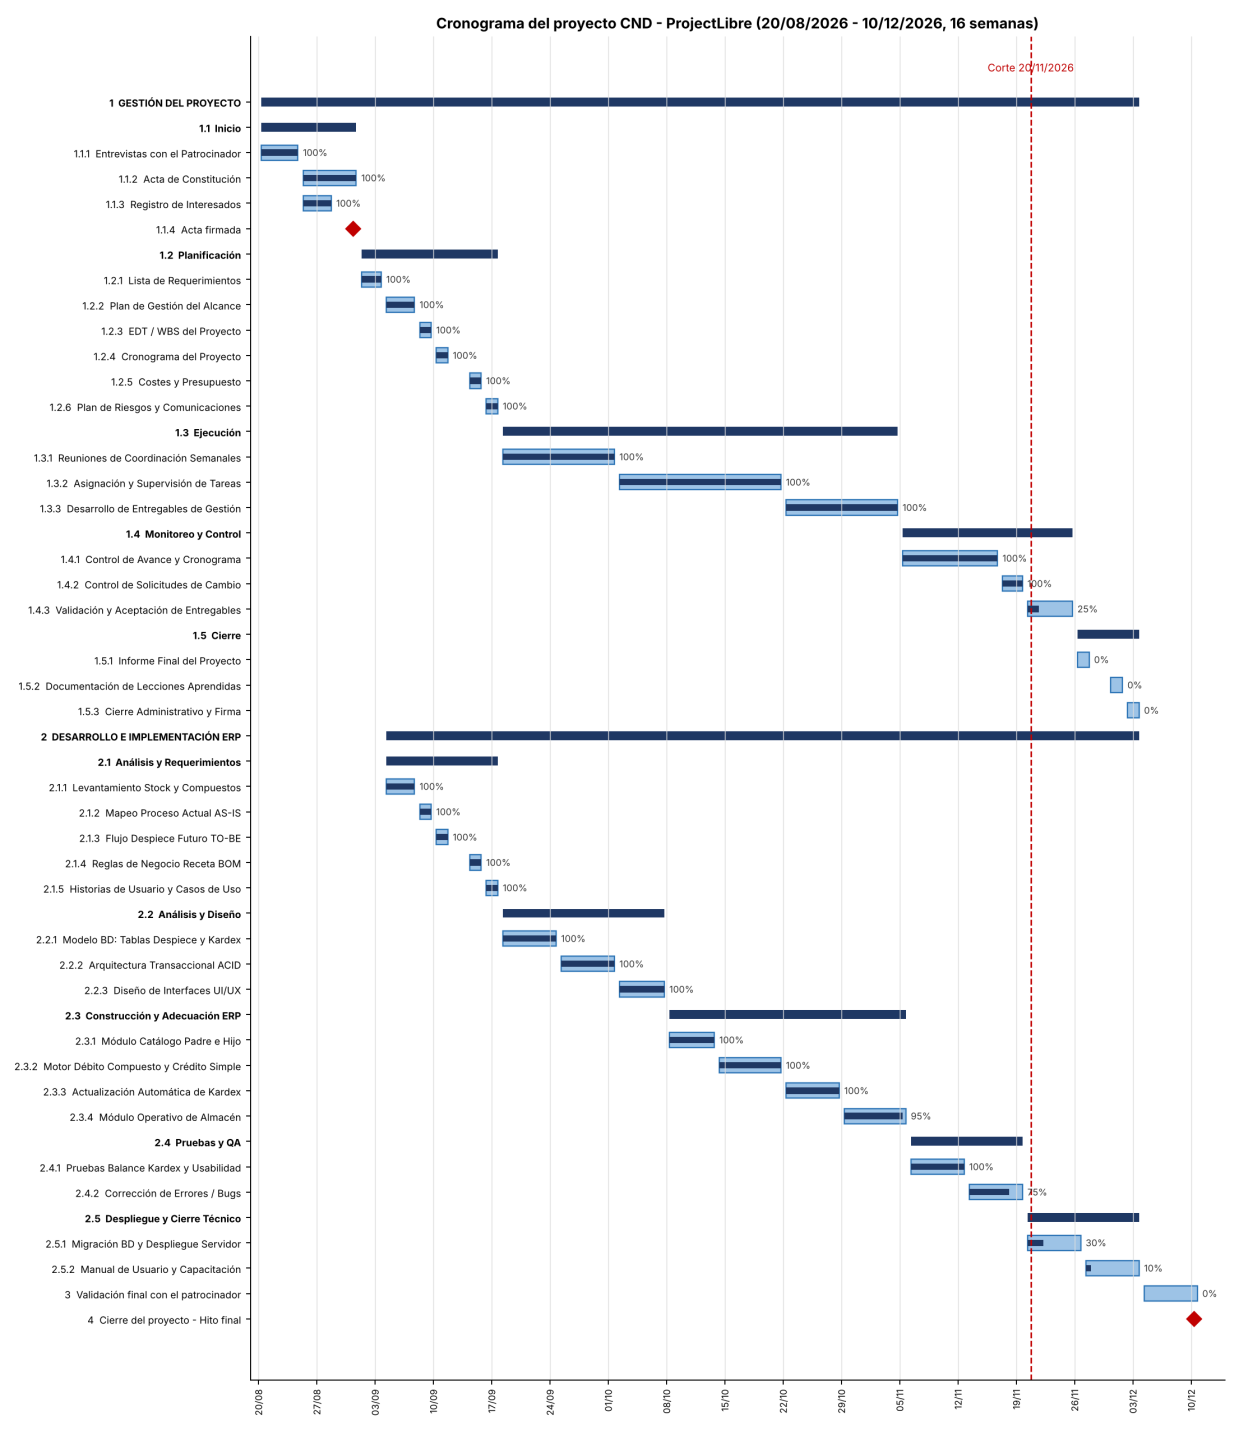 Cronograma del proyecto CND - ProjectLibre (20/08/2026 - 10/12/2026, 16 semanas)
Corte 20/11/2026
1 GESTIÓN DEL PROYECTO
1.1 Inicio
1.1.1 Entrevistas con el Patrocinador 100%
1.1.2 Acta de Constitución 100%
1.1.3 Registro de Interesados 100%
1.1.4 Acta firmada
1.2 Planificación
1.2.1 Lista de Requerimientos 100%
1.2.2 Plan de Gestión del Alcance 100%
1.2.3 EDT / WBS del Proyecto 100%
1.2.4 Cronograma del Proyecto 100%
1.2.5 Costes y Presupuesto 100%
1.2.6 Plan de Riesgos y Comunicaciones 100%
1.3 Ejecución
1.3.1 Reuniones de Coordinación Semanales 100%
1.3.2 Asignación y Supervisión de Tareas 100%
1.3.3 Desarrollo de Entregables de Gestión 100%
1.4 Monitoreo y Control
1.4.1 Control de Avance y Cronograma 100%
1.4.2 Control de Solicitudes de Cambio 100%
1.4.3 Validación y Aceptación de Entregables 25%
1.5 Cierre
1.5.1 Informe Final del Proyecto 0%
1.5.2 Documentación de Lecciones Aprendidas 0%
1.5.3 Cierre Administrativo y Firma 0%
2 DESARROLLO E IMPLEMENTACIÓN ERP
2.1 Análisis y Requerimientos
2.1.1 Levantamiento Stock y Compuestos 100%
2.1.2 Mapeo Proceso Actual AS-IS 100%
2.1.3 Flujo Despiece Futuro TO-BE 100%
2.1.4 Reglas de Negocio Receta BOM 100%
2.1.5 Historias de Usuario y Casos de Uso 100%
2.2 Análisis y Diseño
2.2.1 Modelo BD: Tablas Despiece y Kardex 100%
2.2.2 Arquitectura Transaccional ACID 100%
2.2.3 Diseño de Interfaces UI/UX 100%
2.3 Construcción y Adecuación ERP
2.3.1 Módulo Catálogo Padre e Hijo 100%
2.3.2 Motor Débito Compuesto y Crédito Simple 100%
2.3.3 Actualización Automática de Kardex 100%
2.3.4 Módulo Operativo de Almacén 95%
2.4 Pruebas y QA
2.4.1 Pruebas Balance Kardex y Usabilidad 100%
2.4.2 Corrección de Errores / Bugs 75%
2.5 Despliegue y Cierre Técnico
2.5.1 Migración BD y Despliegue Servidor 30%
2.5.2 Manual de Usuario y Capacitación 10%
3 Validación final con el patrocinador 0%
4 Cierre del proyecto - Hito final
20/08 27/08 03/09 10/09 17/09 24/09 01/10 08/10 15/10 22/10 29/10 05/11 12/11 19/11 26/11 03/12 10/12